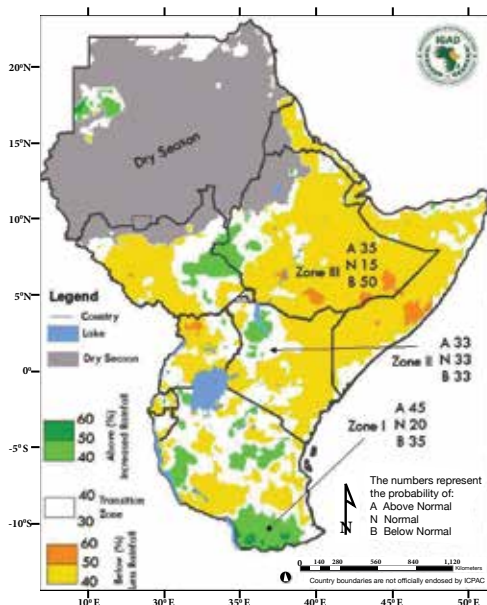 IGAD
20°N
15°N
10°N
5°N
0°
-5°S
-10°S
Dry Season
A 35
Zone III N 15
B 50
A 33
Zone II N 33
B 33
A 45
Zone I N 20
B 35
Legend
Country
Lake
Dry Season
60
50
40
Above (%)
Increased Rainfall
40
30
Transition
Zone
60
50
40
Below (%)
Less Rainfall
The numbers represent
the probability of:
A Above Normal
N Normal
B Below Normal
N
0 140 280 560 840 1,120
Kilometers
Country boundaries are not officially endorsed by ICPAC
10°E 25°E 35°E 40°E 45°E 50°E